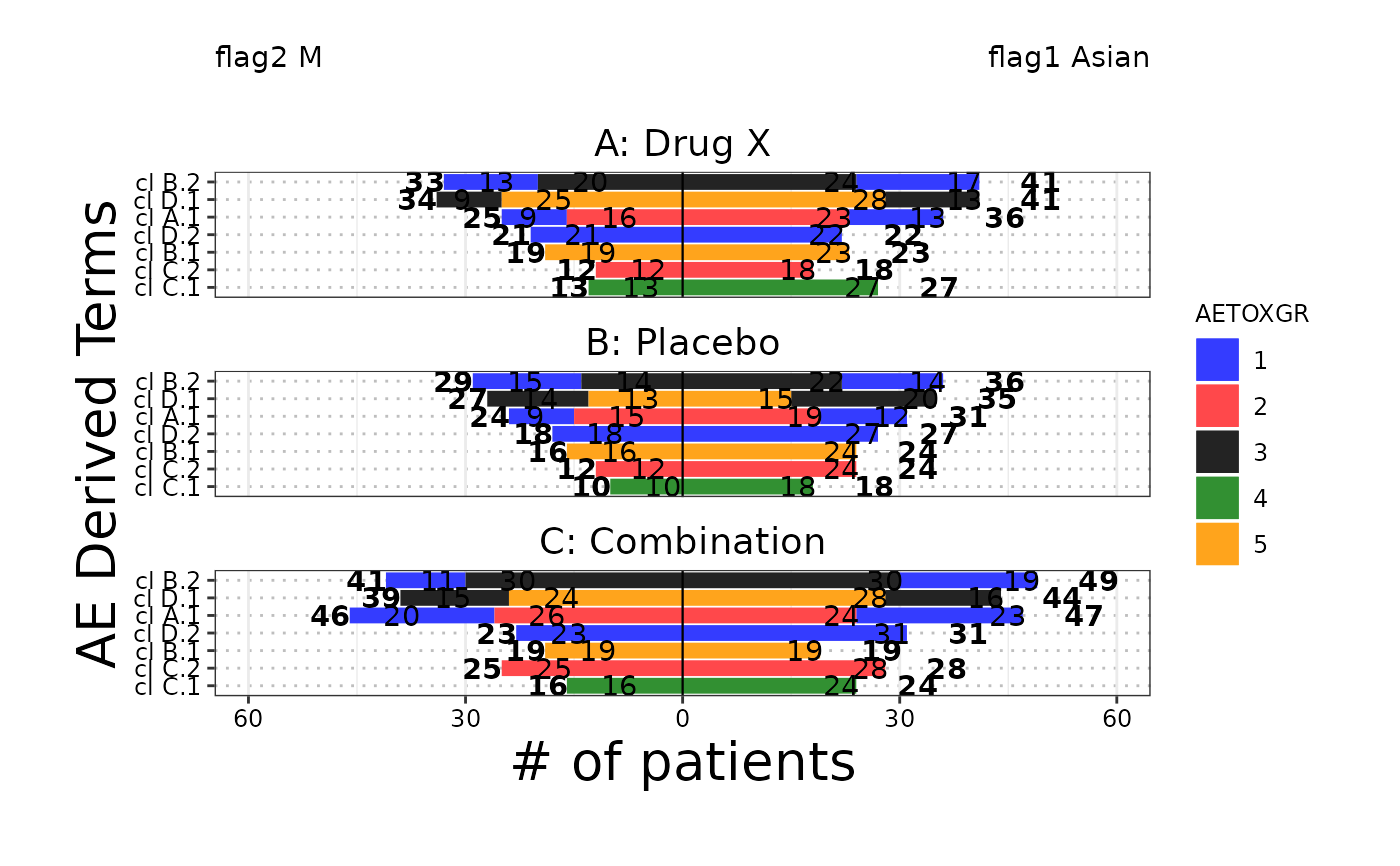 flag2 M flag1 Asian
A: Drug X
cl B.2 33 13 20 24 17 41
cl D.1 34 9 25 28 13 41
cl A.1 25 9 16 23 13 36
cl D.2 21 21 22 22
cl B.1 19 19 23 23
cl C.2 12 12 18 18
cl C.1 13 13 27 27
B: Placebo
cl B.2 29 15 14 22 14 36
cl D.1 27 14 13 15 20 35
cl A.1 24 9 15 19 12 31
cl D.2 18 18 27 27
cl B.1 16 16 24 24
cl C.2 12 12 24 24
cl C.1 10 10 18 18
C: Combination
cl B.2 41 11 30 30 19 49
cl D.1 39 15 24 28 16 44
cl A.1 46 20 26 24 23 47
cl D.2 23 23 31 31
cl B.1 19 19 19 19
cl C.2 25 25 28 28
cl C.1 16 16 24 24
60 30 0 30 60
# of patients
AE Derived Terms
AETOXGR
1
2
3
4
5